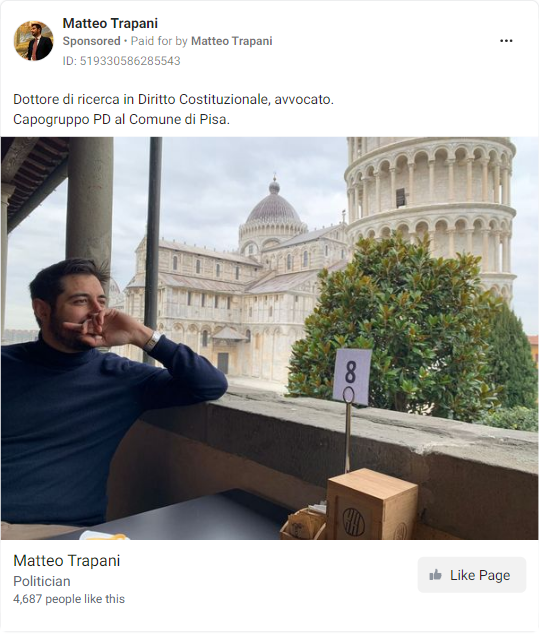 Matteo Trapani
Sponsored • Paid for by Matteo Trapani
ID: 519330586285543
Dottore di ricerca in Diritto Costituzionale, avvocato.
Capogruppo PD al Comune di Pisa.
8
Matteo Trapani
Politician
4,687 people like this
Like Page